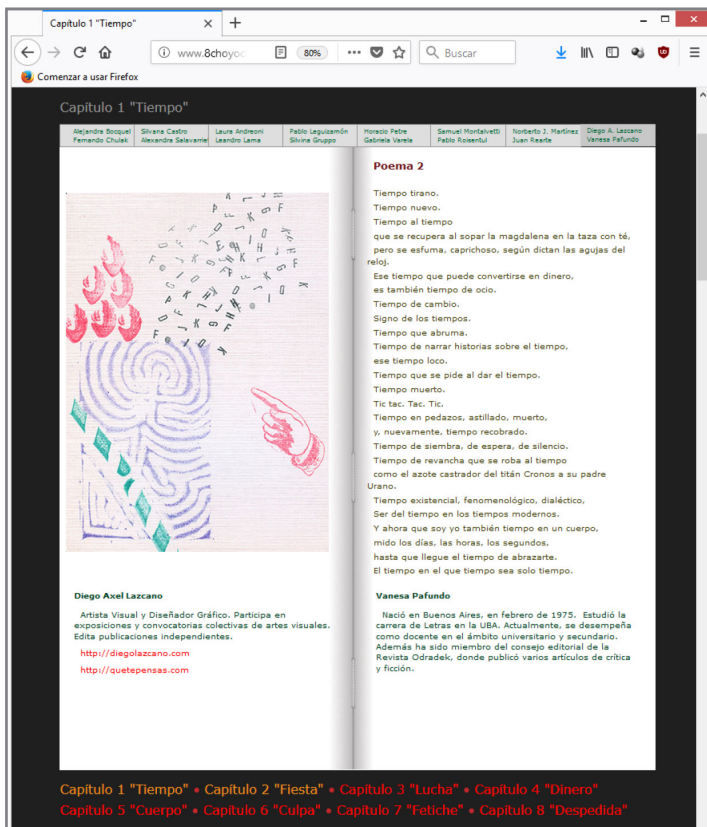 Capítulo 1 "Tiempo"
www.8choyoc
80%
Buscar
Comenzar a usar Firefox
Capítulo 1 "Tiempo"
Alejandra Bocquel
Fernando Chulak
Silvana Castro
Alexandra Salavarrie
Laura Andreoni
Leandro Lama
Pablo Laguizamón
Silvina Gruppo
Horacio Petre
Gabriela Varela
Samuel Montalvetti
Pablo Roisentul
Norberto J. Martínez
Juan Rearte
Diego A. Lazcano
Vanesa Pafundo
Poema 2
Tiempo tirano.
Tiempo nuevo.
Tiempo al tiempo
que se recupera al sopar la magdalena en la taza con té,
pero se esfuma, caprichoso, según dictan las agujas del
reloj.
Ese tiempo que puede convertirse en dinero,
es también tiempo de ocio.
Tiempo de cambio.
Signo de los tiempos.
Tiempo que abruma.
Tiempo de narrar historias sobre el tiempo,
ese tiempo loco.
Tiempo que se pide al dar el tiempo.
Tiempo muerto.
Tic tac. Tac. Tic.
Tiempo en pedazos, astillado, muerto,
y, nuevamente, tiempo recobrado.
Tiempo de siembra, de espera, de silencio.
Tiempo de revancha que se roba al tiempo
como el azote castrador del titán Cronos a su padre
Urano.
Tiempo existencial, fenomenológico, dialéctico,
Ser del tiempo en los tiempos modernos.
Y ahora que soy yo también tiempo en un cuerpo,
mido los días, las horas, los segundos,
hasta que llegue el tiempo de abrazarte.
El tiempo en el que tiempo sea solo tiempo.
Diego Axel Lazcano
Artista Visual y Diseñador Gráfico. Participa en
exposiciones y convocatorias colectivas de artes visuales.
Edita publicaciones independientes.
http://diegolazcano.com
http://quetepensas.com
Vanesa Pafundo
Nació en Buenos Aires, en febrero de 1975. Estudió la
carrera de Letras en la UBA. Actualmente, se desempeña
como docente en el ámbito universitario y secundario.
Además ha sido miembro del consejo editorial de la
Revista Odradek, donde publicó varios artículos de crítica
y ficción.
Capítulo 1 "Tiempo" • Capítulo 2 "Fiesta" • Capítulo 3 "Lucha" • Capítulo 4 "Dinero"
Capítulo 5 "Cuerpo" • Capítulo 6 "Culpa" • Capítulo 7 "Fetiche" • Capítulo 8 "Despedida"